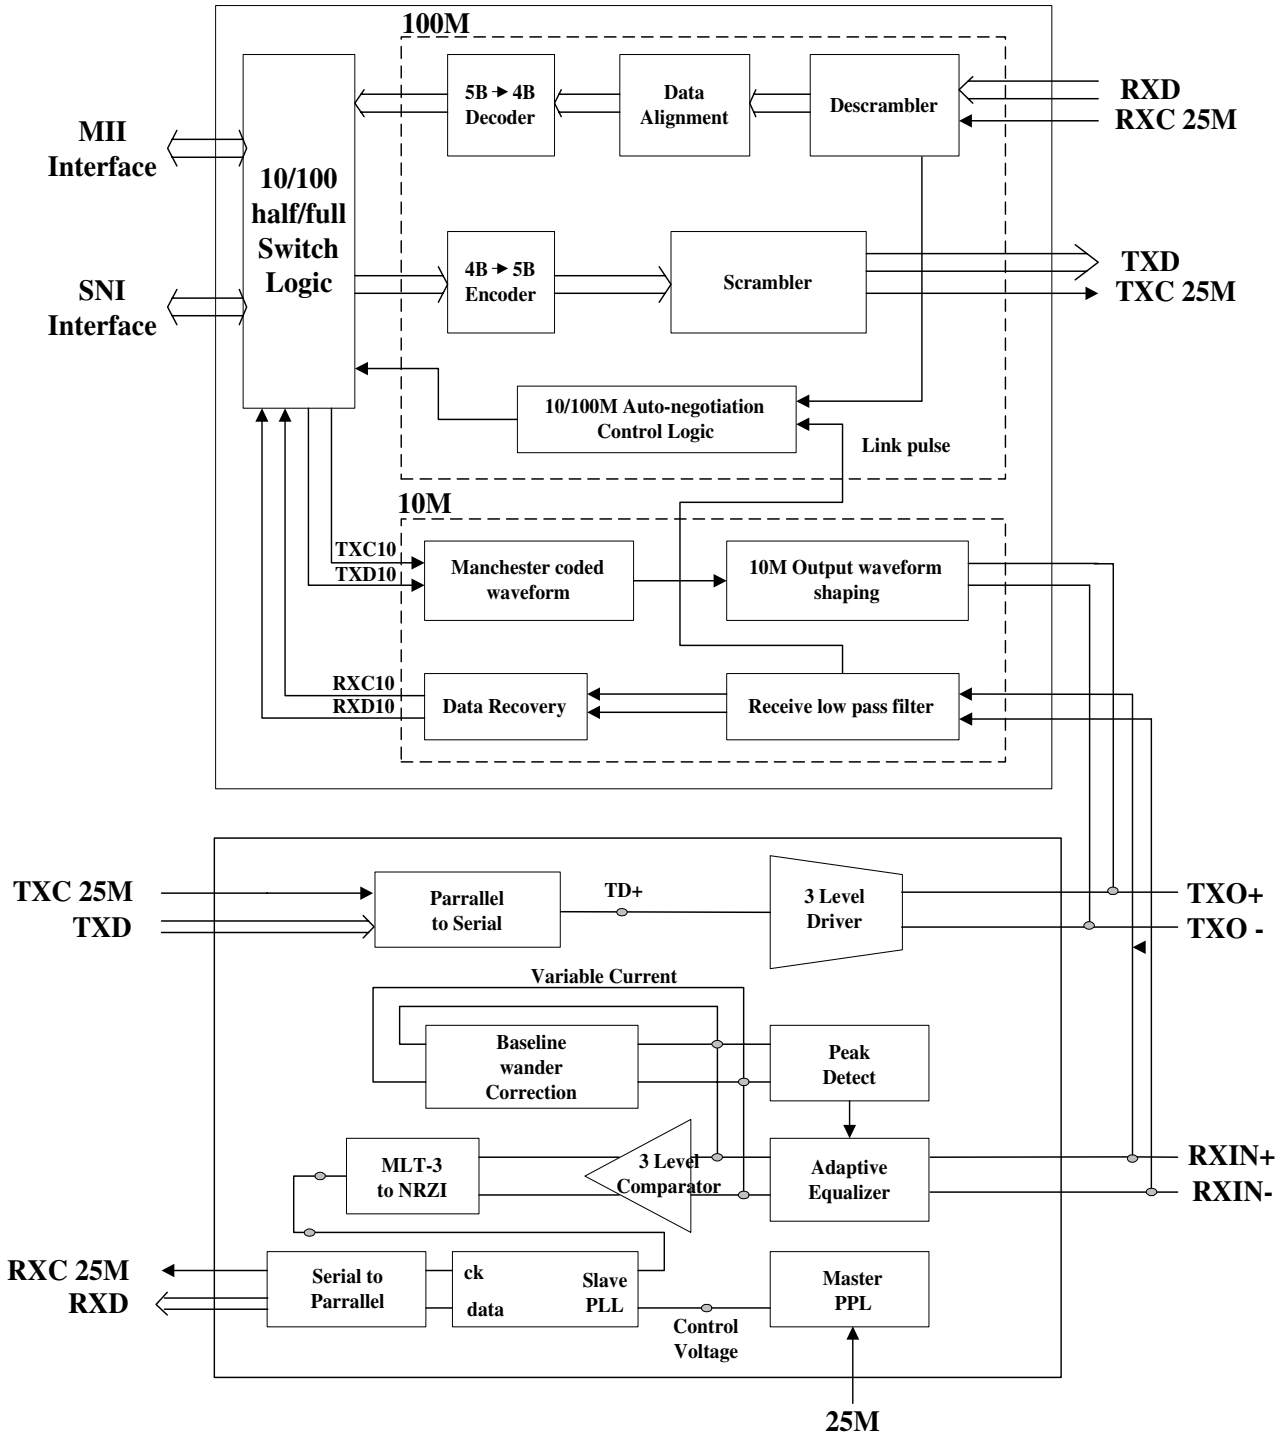 100M
MII
Interface
SNI
Interface
10/100
half/full
Switch
Logic
5B → 4B
Decoder
Data
Alignment
Descrambler
RXD
RXC 25M
4B → 5B
Encoder
Scrambler
TXD
TXC 25M
10/100M Auto-negotiation
Control Logic
Link pulse
10M
TXC10
TXD10
Manchester coded
waveform
10M Output waveform
shaping
RXC10
RXD10
Data Recovery
Receive low pass filter
TXC 25M
TXD
Parrallel
to Serial
TD+
3 Level
Driver
TXO+
TXO -
Variable Current
Baseline
wander
Correction
Peak
Detect
MLT-3
to NRZI
3 Level
Comparator
Adaptive
Equalizer
RXIN+
RXIN-
RXC 25M
RXD
Serial to
Parrallel
ck
data
Slave
PLL
Control
Voltage
Master
PPL
25M